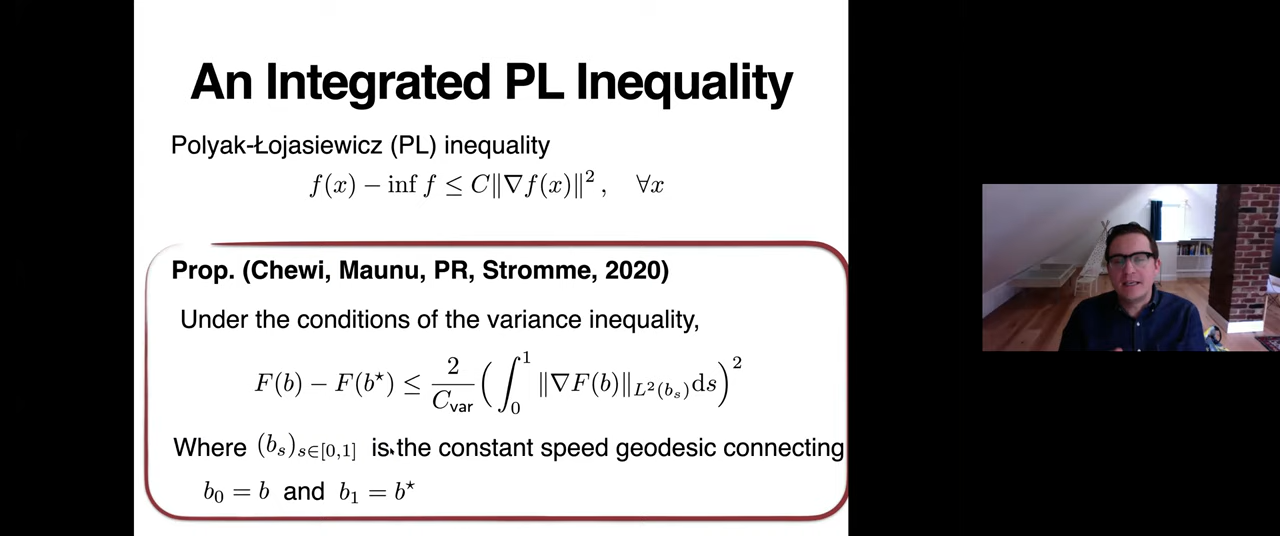 An Integrated PL Inequality
Polyak-Łojasiewicz (PL) inequality
f(x) − inf f ≤ C‖∇f(x)‖², ∀x
Prop. (Chewi, Maunu, PR, Stromme, 2020)
Under the conditions of the variance inequality,
F(b) − F(b⋆) ≤ 2/C_var (∫₀¹ ‖∇F(b)‖_{L²(b_s)} ds)²
Where (b_s)_{s∈[0,1]} is the constant speed geodesic connecting
b₀ = b and b₁ = b⋆